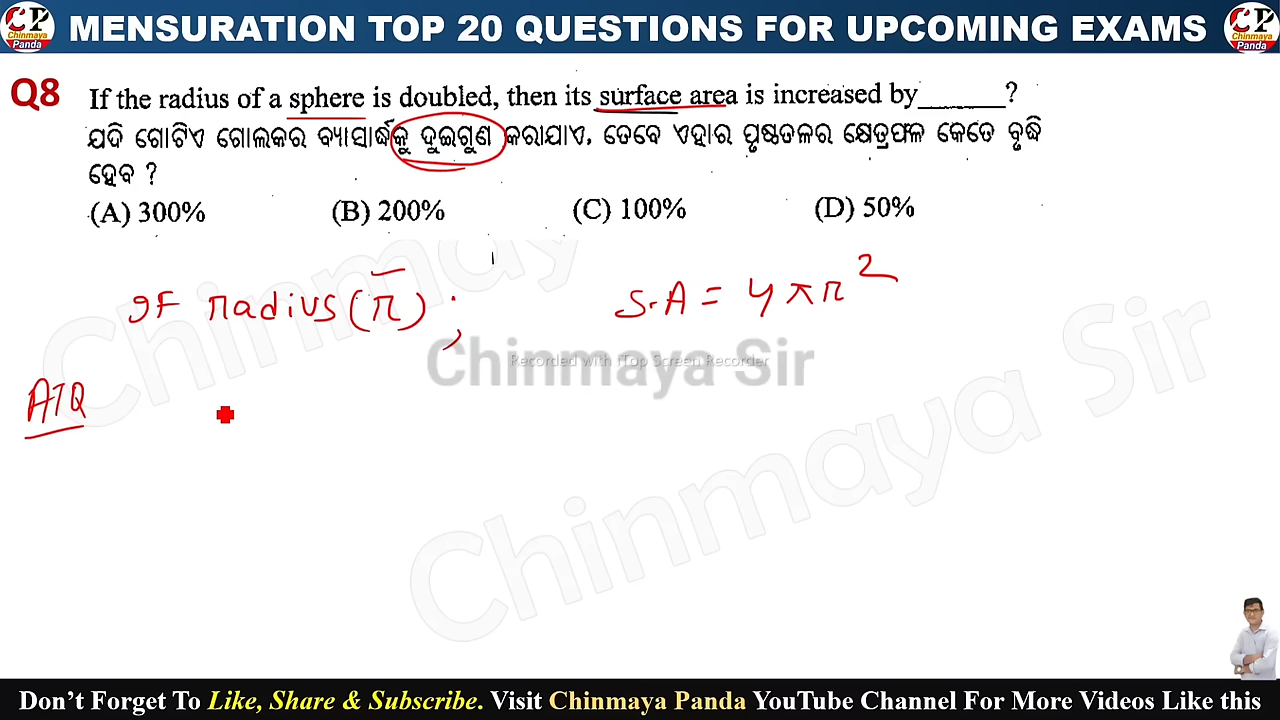 CP
Chinmaya
Panda
MENSURATION TOP 20 QUESTIONS FOR UPCOMING EXAMS
CP
Chinmaya
Panda
Q8 If the radius of a sphere is doubled, then its surface area is increased by_______?
ଯଦି ଗୋଟିଏ ଗୋଲକର ବ୍ୟାସାର୍ଦ୍ଧକୁ ଦୁଇଗୁଣ କରାଯାଏ, ତେବେ ଏହାର ପୃଷ୍ଠତଳର କ୍ଷେତ୍ରଫଳ କେତେ ବୃଦ୍ଧି
ହେବ ?
(A) 300% (B) 200% (C) 100% (D) 50%
If radius (r) ; S.A = 4πr²
Chinmaya Sir
Recorded with iTop Screen Recorder
ATQ
Chinmaya Sir
Chinmaya Sir
Don't Forget To Like, Share & Subscribe. Visit Chinmaya Panda YouTube Channel For More Videos Like this